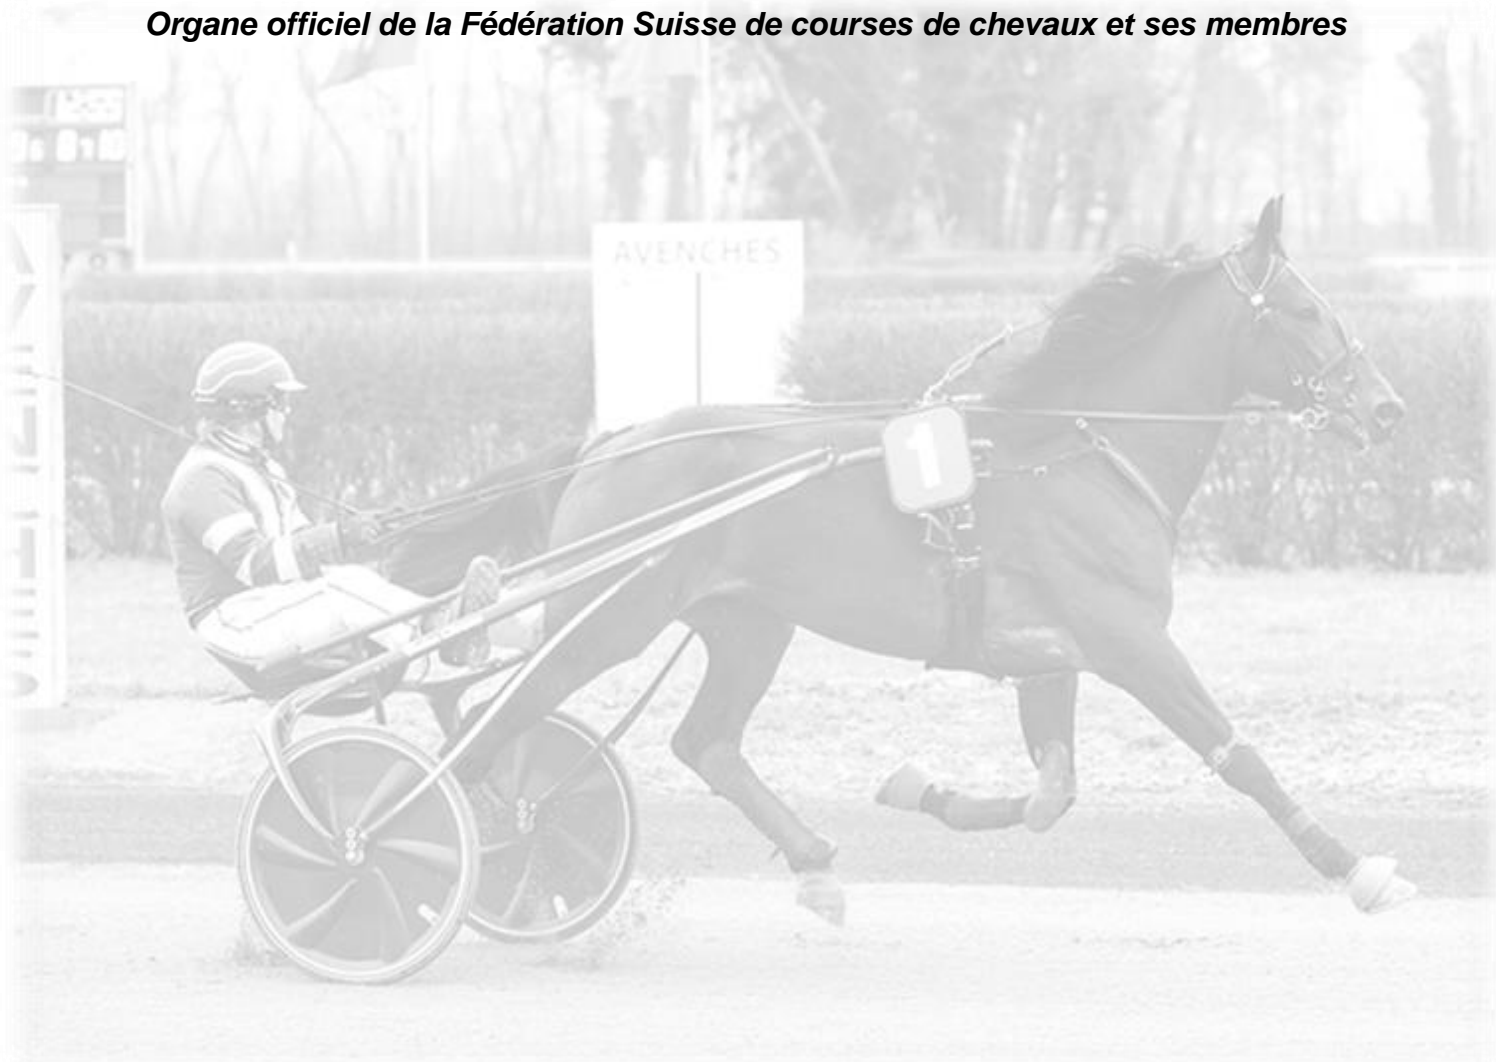 Organe officiel de la Fédération Suisse de courses de chevaux et ses membres
AVENCHES
1